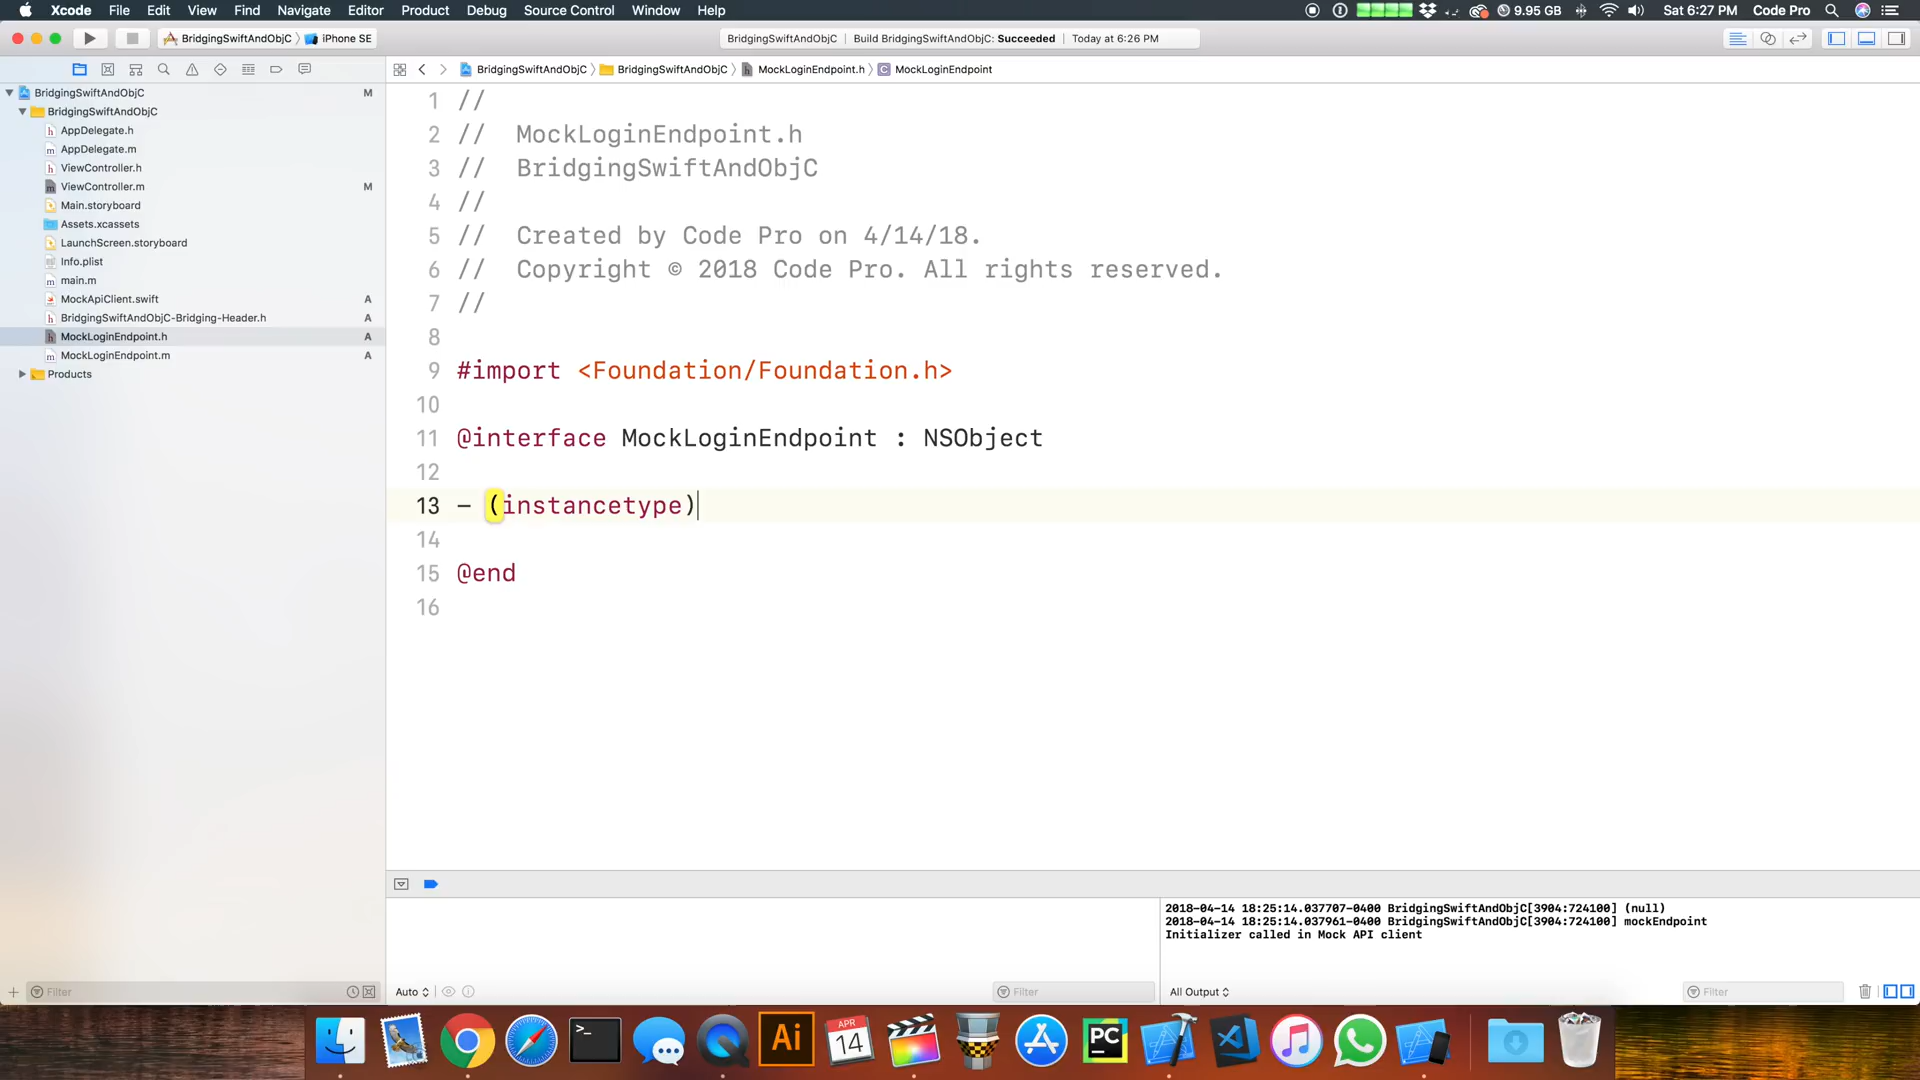 Xcode File Edit View Find Navigate Editor Product Debug Source Control Window Help 9.95 GB Sat 6:27 PM Code Pro
BridgingSwiftAndObjC iPhone SE BridgingSwiftAndObjC Build BridgingSwiftAndObjC: Succeeded Today at 6:26 PM
BridgingSwiftAndObjC BridgingSwiftAndObjC MockLoginEndpoint.h MockLoginEndpoint
BridgingSwiftAndObjC M
BridgingSwiftAndObjC
AppDelegate.h
AppDelegate.m
ViewController.h
ViewController.m M
Main.storyboard
Assets.xcassets
LaunchScreen.storyboard
Info.plist
main.m
MockApiClient.swift A
BridgingSwiftAndObjC-Bridging-Header.h A
MockLoginEndpoint.h A
MockLoginEndpoint.m A
Products
1 //
2 // MockLoginEndpoint.h
3 // BridgingSwiftAndObjC
4 //
5 // Created by Code Pro on 4/14/18.
6 // Copyright © 2018 Code Pro. All rights reserved.
7 //
8
9 #import <Foundation/Foundation.h>
10
11 @interface MockLoginEndpoint : NSObject
12
13 - (instancetype)
14
15 @end
16
2018-04-14 18:25:14.037707-0400 BridgingSwiftAndObjC[3904:724100] (null)
2018-04-14 18:25:14.037961-0400 BridgingSwiftAndObjC[3904:724100] mockEndpoint
Initializer called in Mock API client
Filter Auto Filter All Output Filter
>_ Ai APR 14 PC